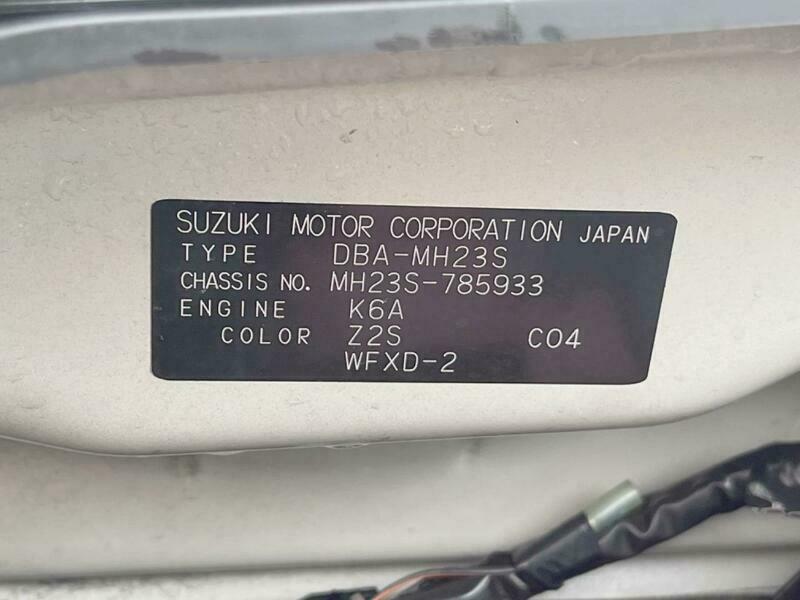 SUZUKI MOTOR CORPORATION JAPAN
TYPE DBA-MH23S
CHASSIS NO. MH23S-785933
ENGINE K6A
COLOR Z2S C04
WFXD-2